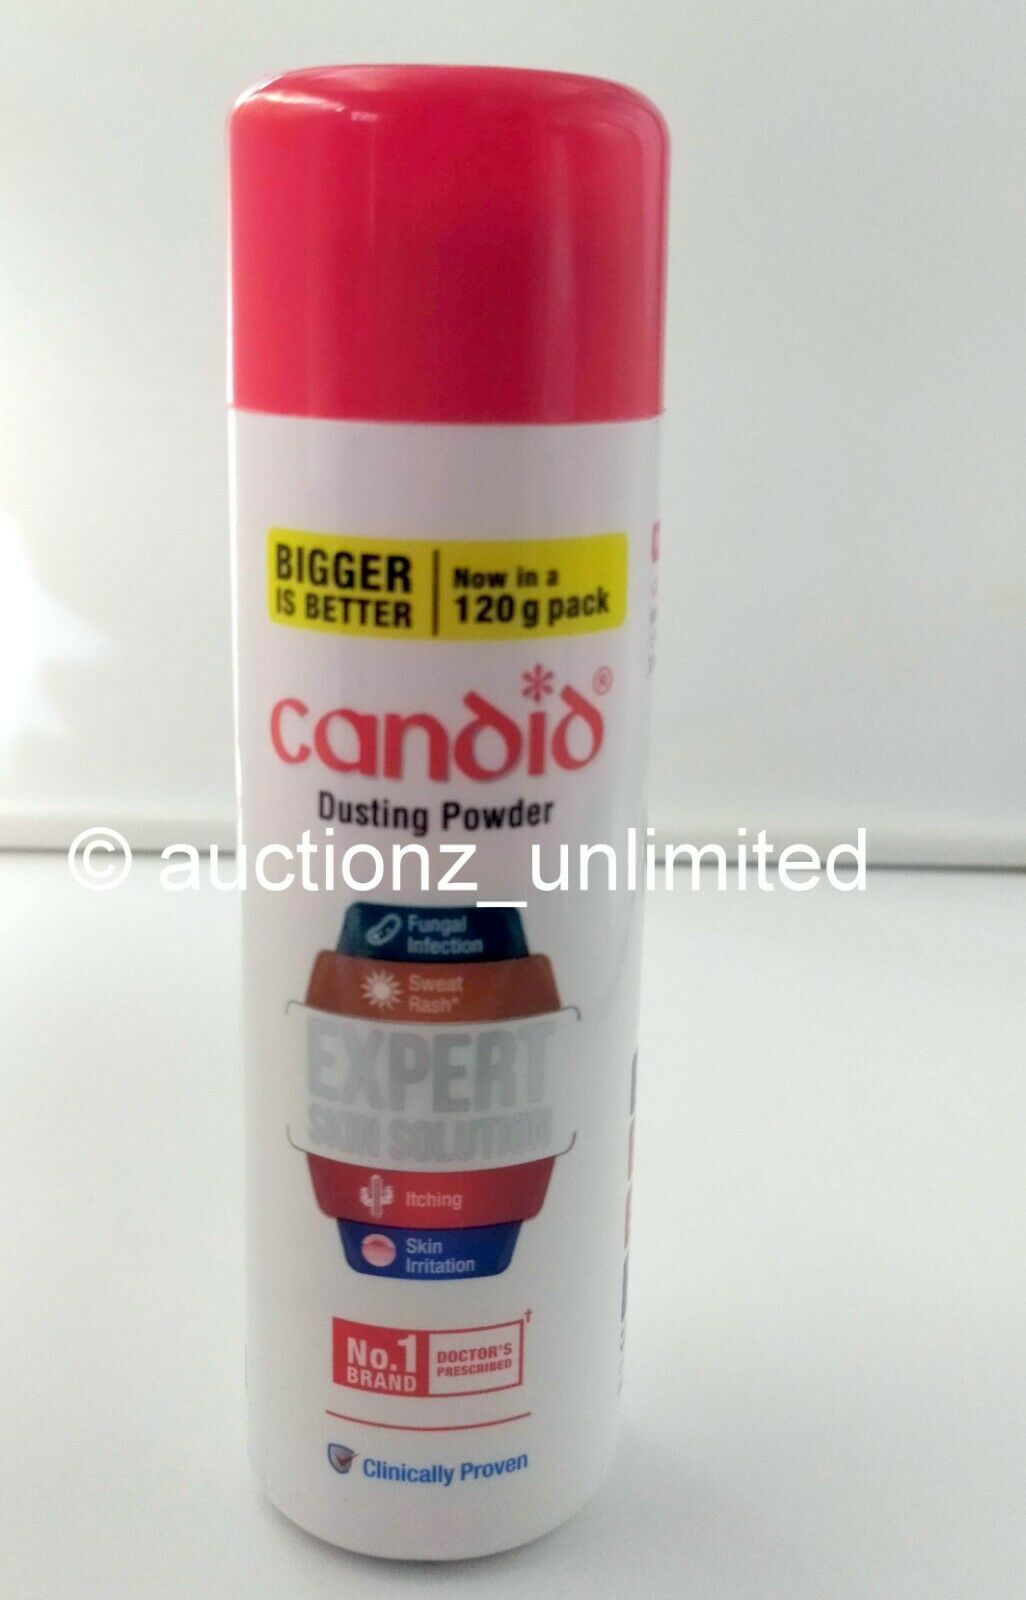 BIGGER
IS BETTER
Now in a
120 g pack
candid®
Dusting Powder
© auctionz_unlimited
Fungal
Infection
Sweat
Rash*
EXPERT
SKIN SOLUTION
Itching
Skin
Irritation
No.1
BRAND
DOCTOR'S
PRESCRIBED†
Clinically Proven